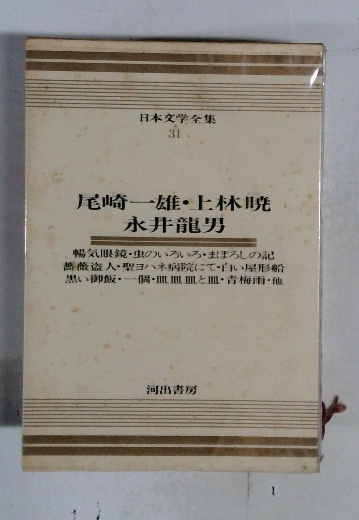 日本文学全集
31
尾崎一雄・上林暁
永井龍男
暢気眼鏡・虫のいろいろ・まぼろしの記
薔薇盗人・聖ヨハネ病院にて・白い屋形船
黒い御飯・一個・皿皿皿と皿・青梅雨・他
河出書房